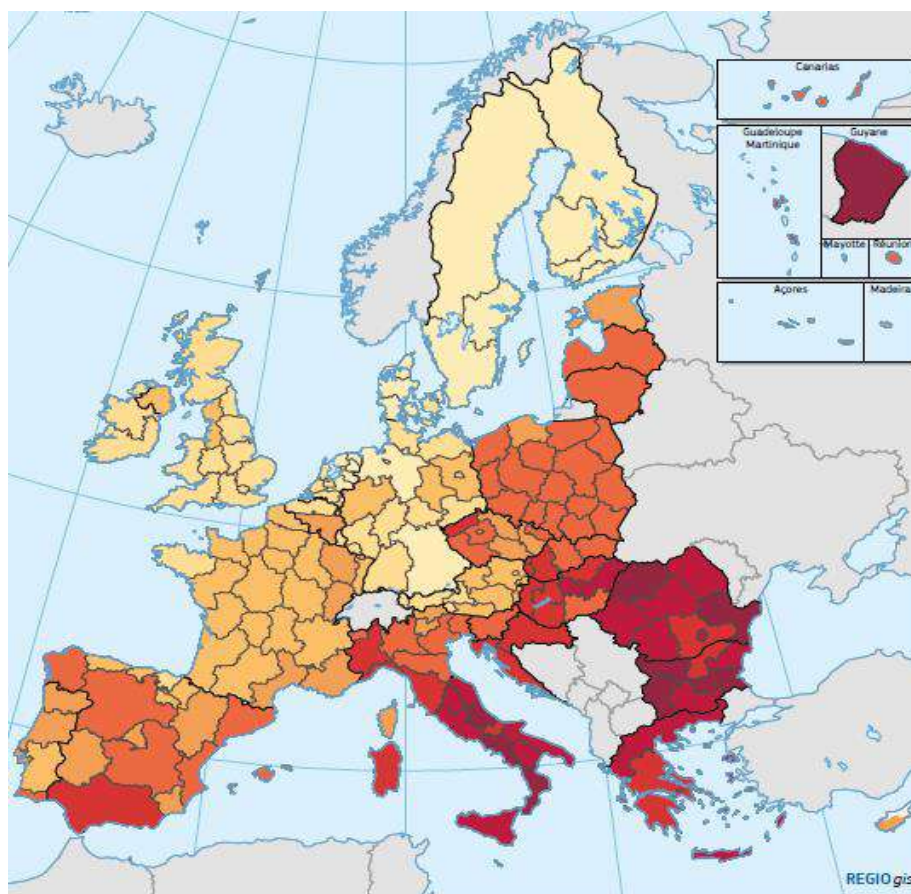 Canarias
Guadeloupe
Martinique
Guyane
Mayotte
Réunion
Açores
Madeira
REGIOgis